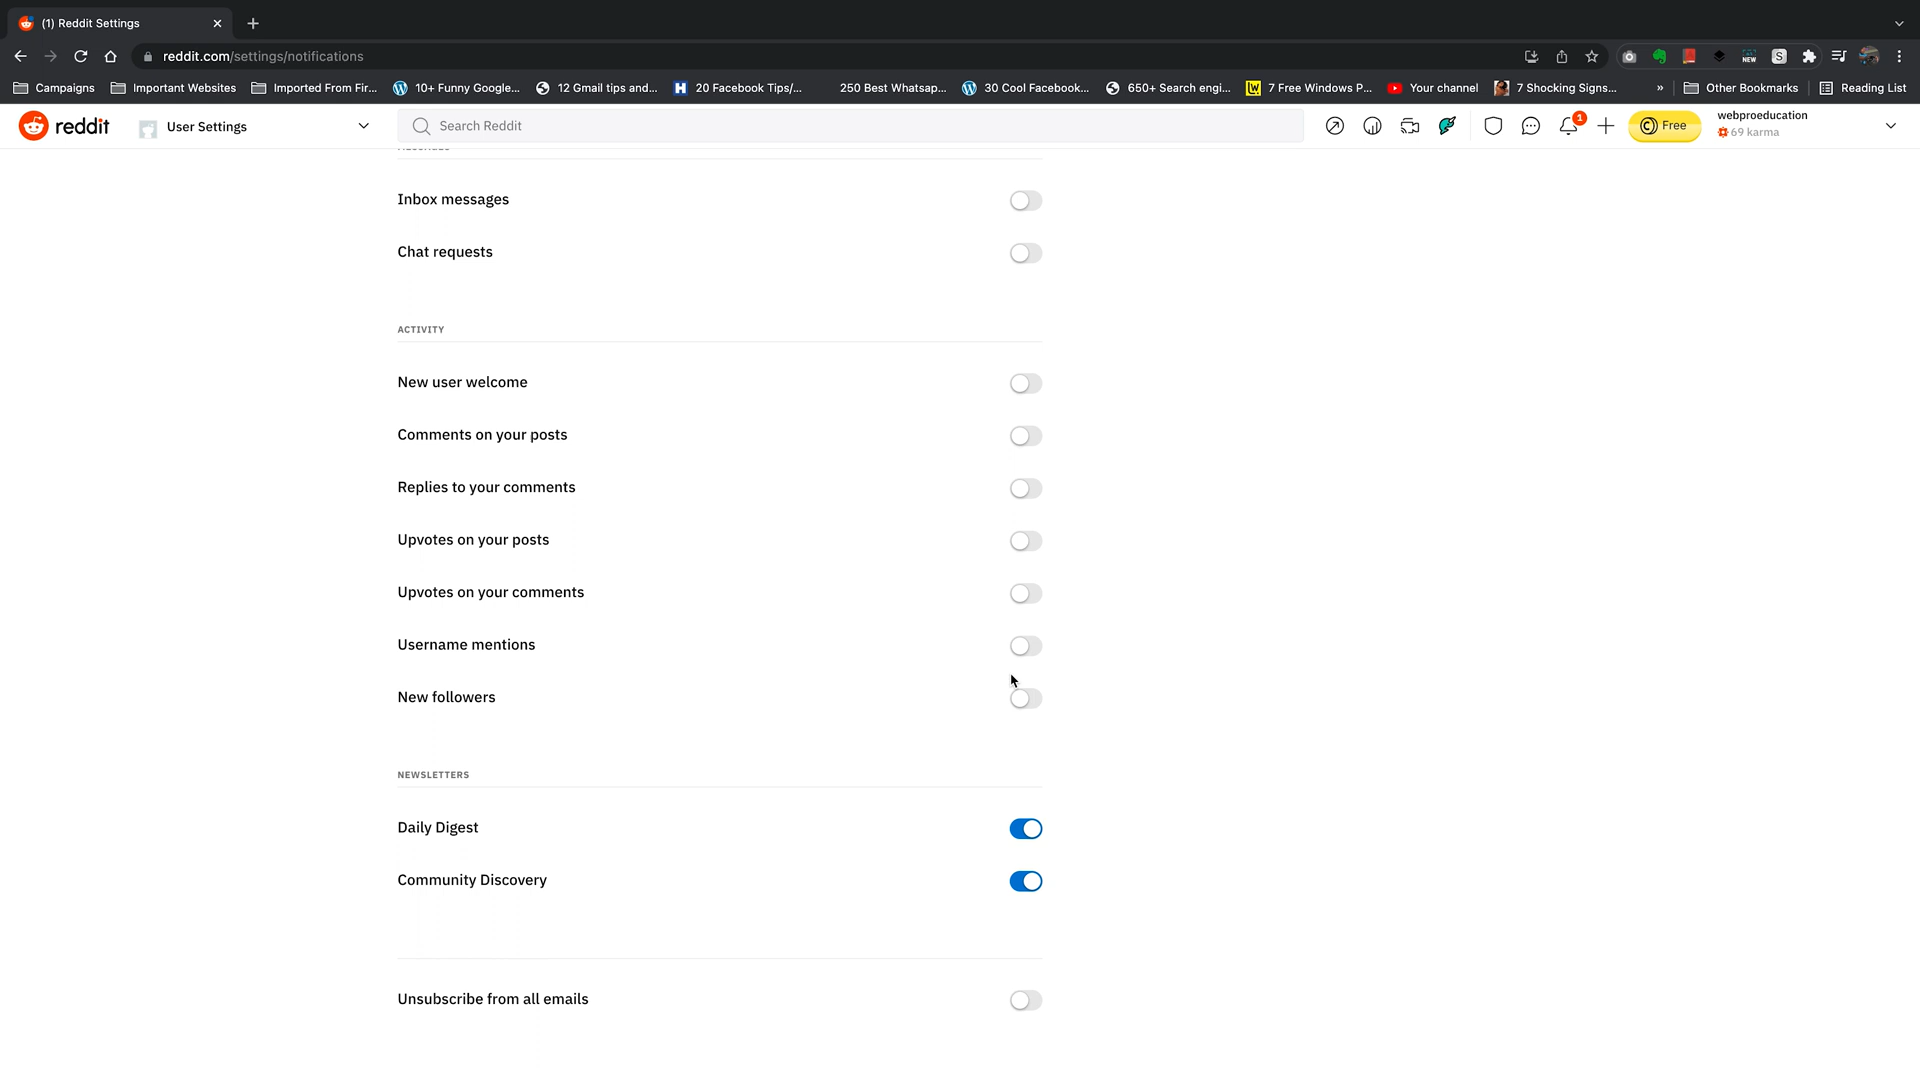 (1) Reddit Settings
reddit.com/settings/notifications
NEW
S
Campaigns
Important Websites
Imported From Fir...
10+ Funny Google...
12 Gmail tips and...
20 Facebook Tips/...
250 Best Whatsap...
30 Cool Facebook...
650+ Search engi...
7 Free Windows P...
Your channel
7 Shocking Signs...
»
Other Bookmarks
Reading List
reddit
User Settings
Search Reddit
1
Free
webproeducation
69 karma
Inbox messages
Chat requests
ACTIVITY
New user welcome
Comments on your posts
Replies to your comments
Upvotes on your posts
Upvotes on your comments
Username mentions
New followers
NEWSLETTERS
Daily Digest
Community Discovery
Unsubscribe from all emails